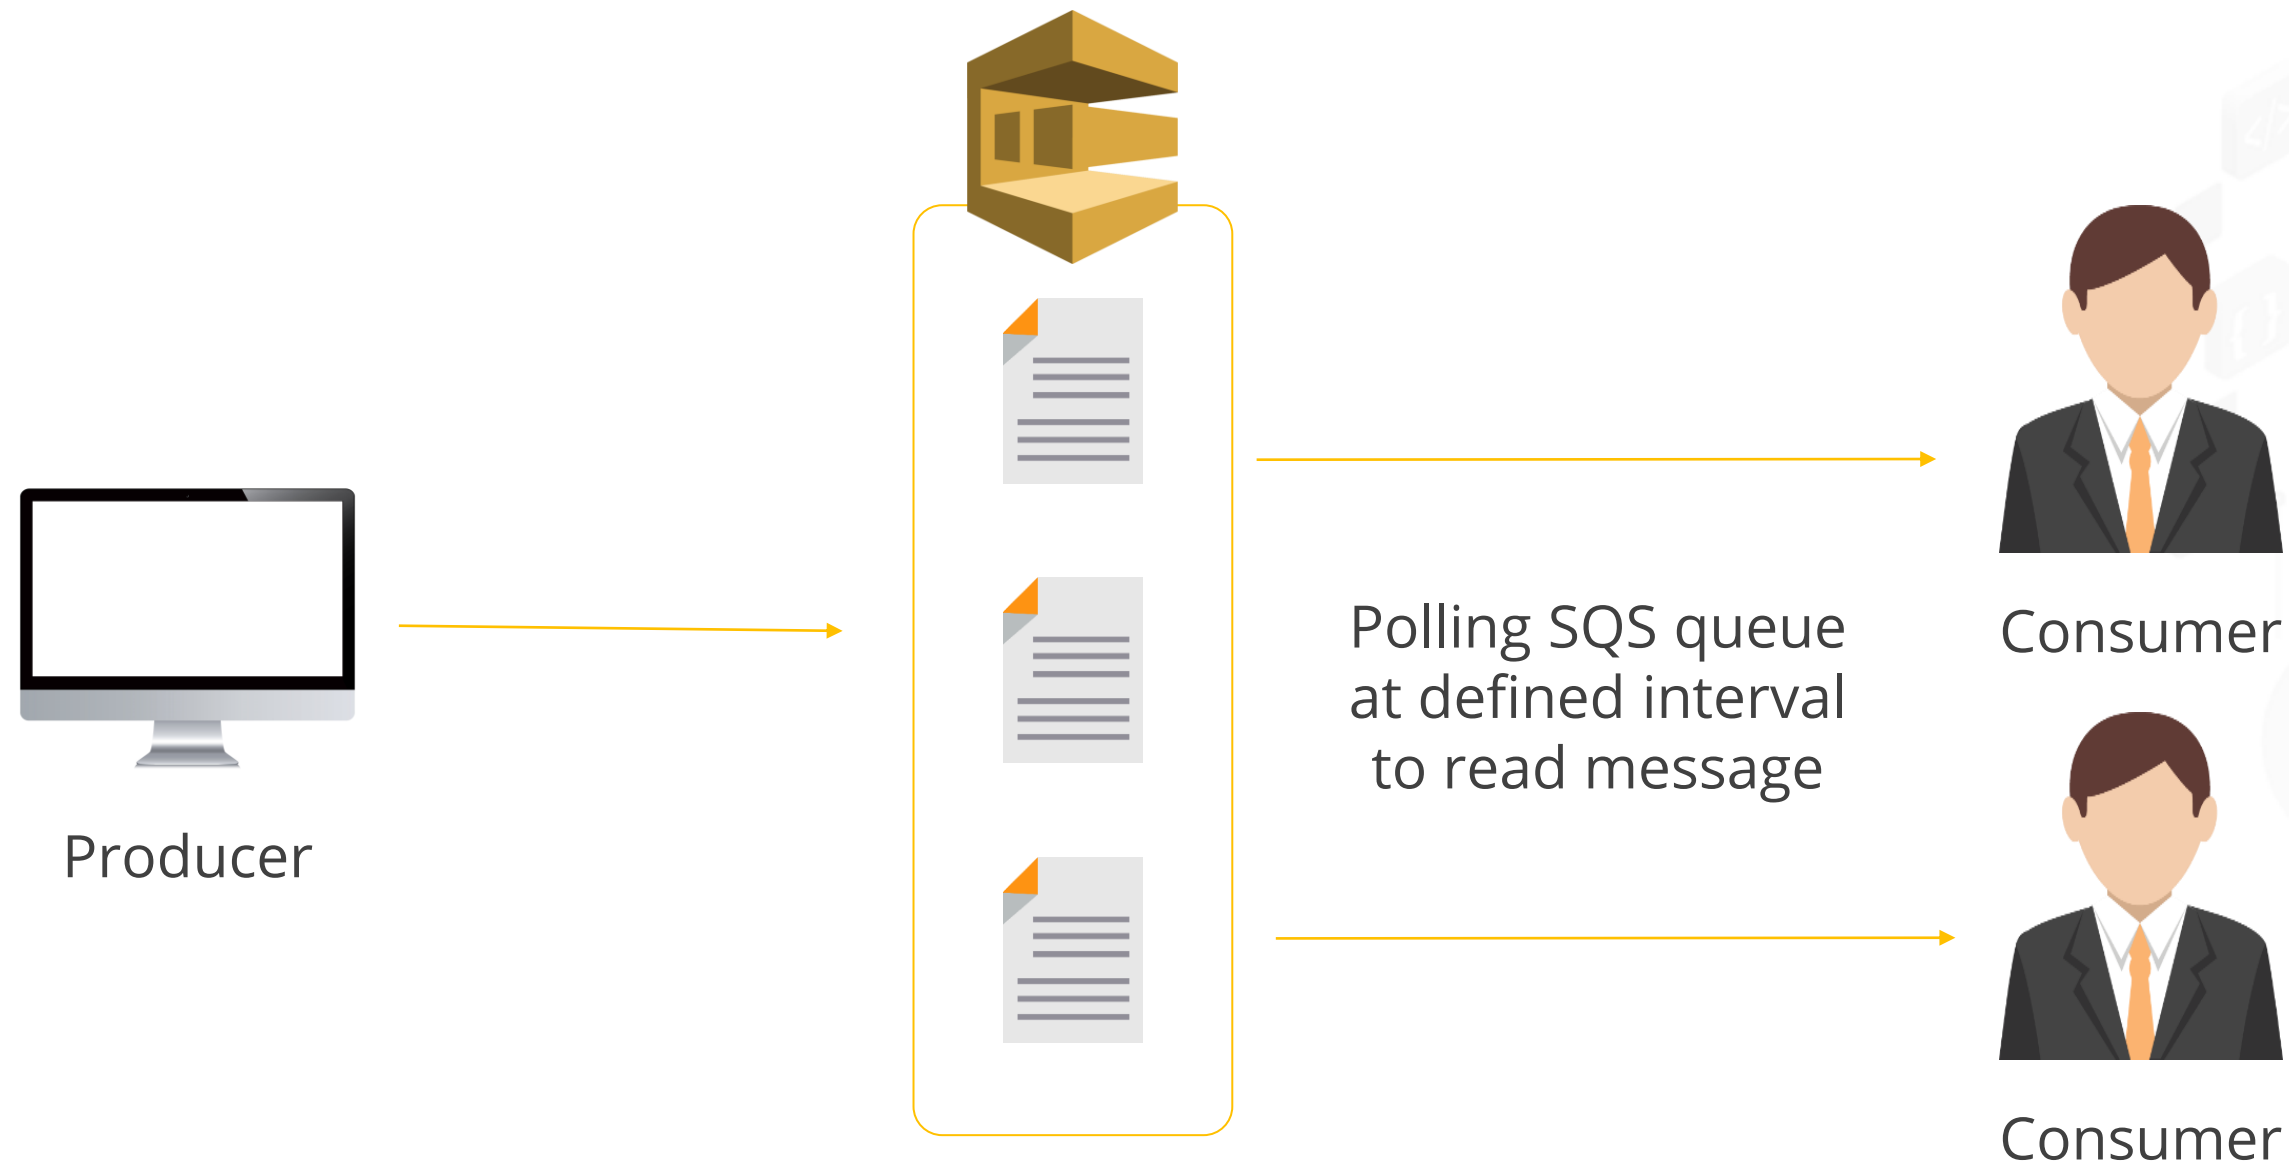 Producer
Polling SQS queue
at defined interval
to read message
Consumer
Consumer